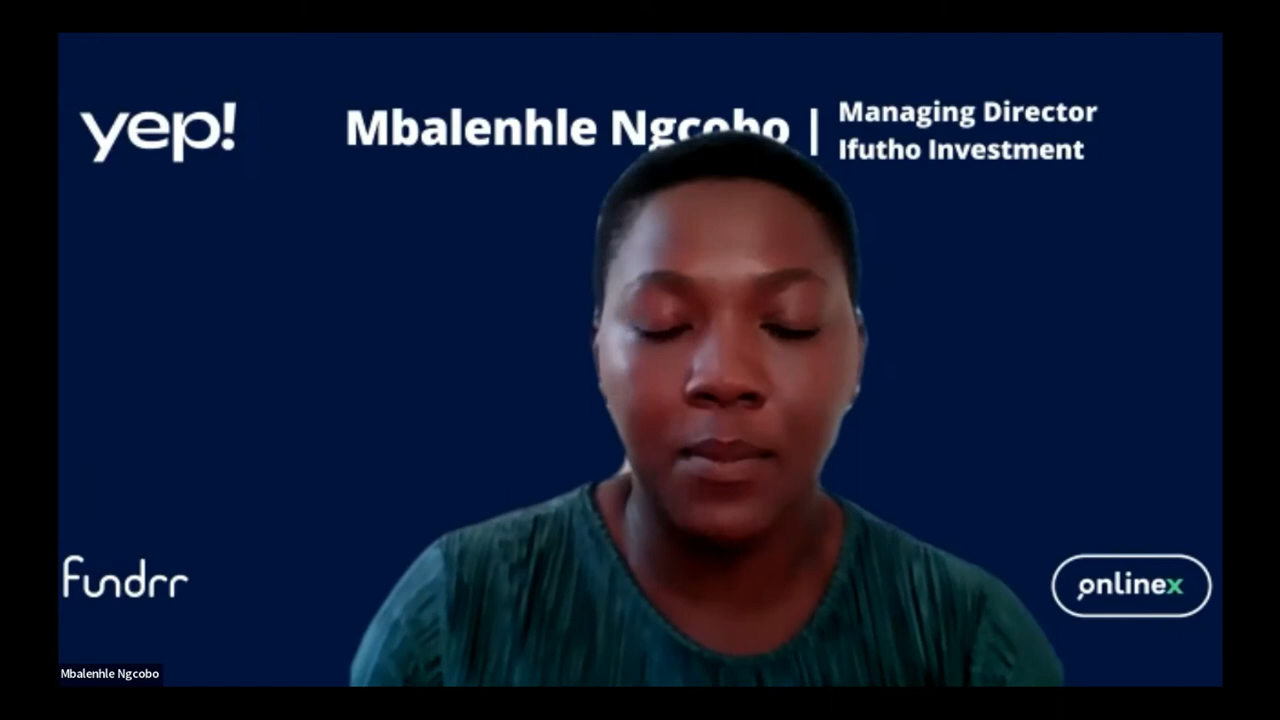 yep!
Mbalenhle Ngcobo |
Managing Director
Ifutho Investment
fundrr
onlinex
Mbalenhle Ngcobo